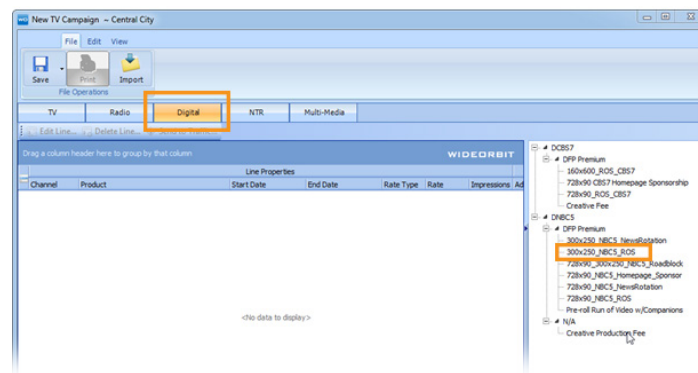 New TV Campaign ~ Central City
File Edit View
Save Print Import
File Operations
TV Radio Digital NTR Multi-Media
Edit Line... Delete Line... Send to Traffic...
Drag a column header here to group by that column
WIDEORBIT
Line Properties
Channel Product Start Date End Date Rate Type Rate Impressions Ad
<No data to display>
DCBS7
DFP Premium
160x600_ROS_CBS7
728x90 CBS7 Homepage Sponsorship
728x90_ROS_CBS7
Creative Fee
DNBC5
DFP Premium
300x250_NBC5_NewsRotation
300x250_NBC5_ROS
728x90_300x250_NBC5_Roadblock
728x90_NBC5_Homepage_Sponsor
728x90_NBC5_NewsRotation
728x90_NBC5_ROS
Pre-roll Run of Video w/Companions
N/A
Creative Production Fee